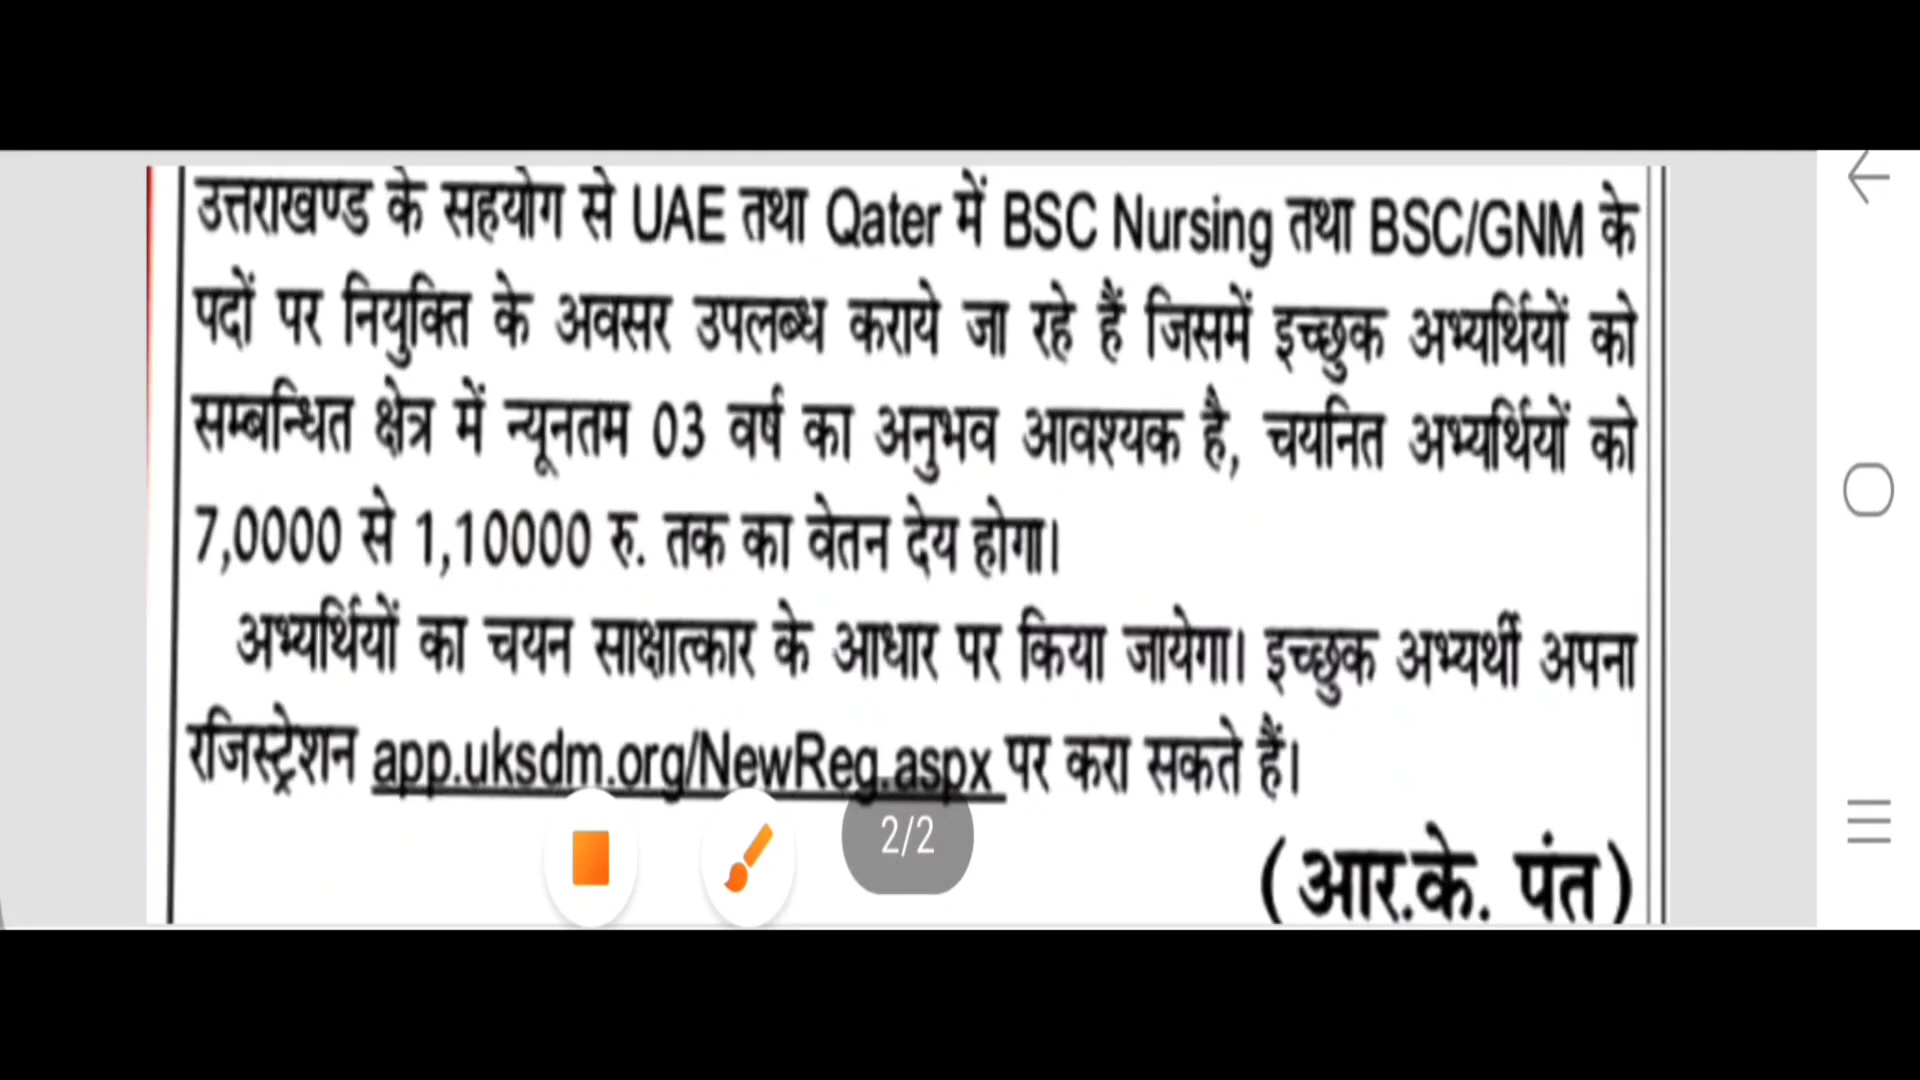 उत्तराखण्ड के सहयोग से UAE तथा Qater में BSC Nursing तथा BSC/GNM के
पदों पर नियुक्ति के अवसर उपलब्ध कराये जा रहे हैं जिसमें इच्छुक अभ्यर्थियों को
सम्बन्धित क्षेत्र में न्यूनतम 03 वर्ष का अनुभव आवश्यक है, चयनित अभ्यर्थियों को
7,0000 से 1,10000 रु. तक का वेतन देय होगा।
अभ्यर्थियों का चयन साक्षात्कार के आधार पर किया जायेगा। इच्छुक अभ्यर्थी अपना
रजिस्ट्रेशन app.uksdm.org/NewReg.aspx पर करा सकते हैं।
2/2
(आर.के. पंत)